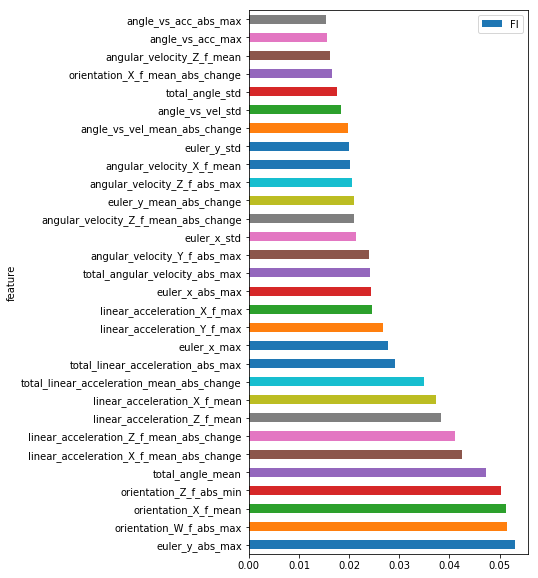 FI
feature
angle_vs_acc_abs_max
angle_vs_acc_max
angular_velocity_Z_f_mean
orientation_X_f_mean_abs_change
total_angle_std
angle_vs_vel_std
angle_vs_vel_mean_abs_change
euler_y_std
angular_velocity_X_f_mean
angular_velocity_Z_f_abs_max
euler_y_mean_abs_change
angular_velocity_Z_f_mean_abs_change
euler_x_std
angular_velocity_Y_f_abs_max
total_angular_velocity_abs_max
euler_x_abs_max
linear_acceleration_X_f_max
linear_acceleration_Y_f_max
euler_x_max
total_linear_acceleration_abs_max
total_linear_acceleration_mean_abs_change
linear_acceleration_X_f_mean
linear_acceleration_Z_f_mean
linear_acceleration_Z_f_mean_abs_change
linear_acceleration_X_f_mean_abs_change
total_angle_mean
orientation_Z_f_abs_min
orientation_X_f_mean
orientation_W_f_abs_max
euler_y_abs_max
0.00 0.01 0.02 0.03 0.04 0.05